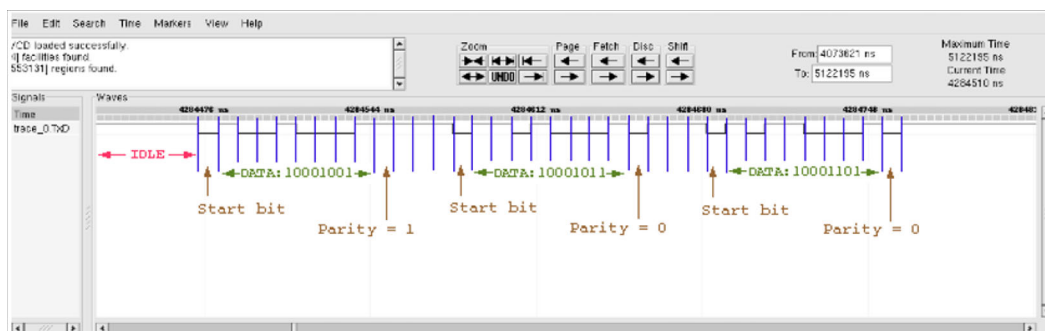 File Edit Search Time Markers View Help
/CD loaded successfully.
4] facilities found.
553131] regions found.
Zoom Page Fetch Disc Shift
UNDO
From: 4073621 ns
To: 5122195 ns
Maximum Time
5122195 ns
Current Time
4284510 ns
Signals
Waves
Time
trace_0.TxD
4284476 ns 4284544 ns 4284612 ns 4284680 ns 4284748 ns 42848
IDLE
DATA:10001001 DATA:10001011 DATA:10001101
Start bit Start bit Start bit
Parity = 1 Parity = 0 Parity = 0